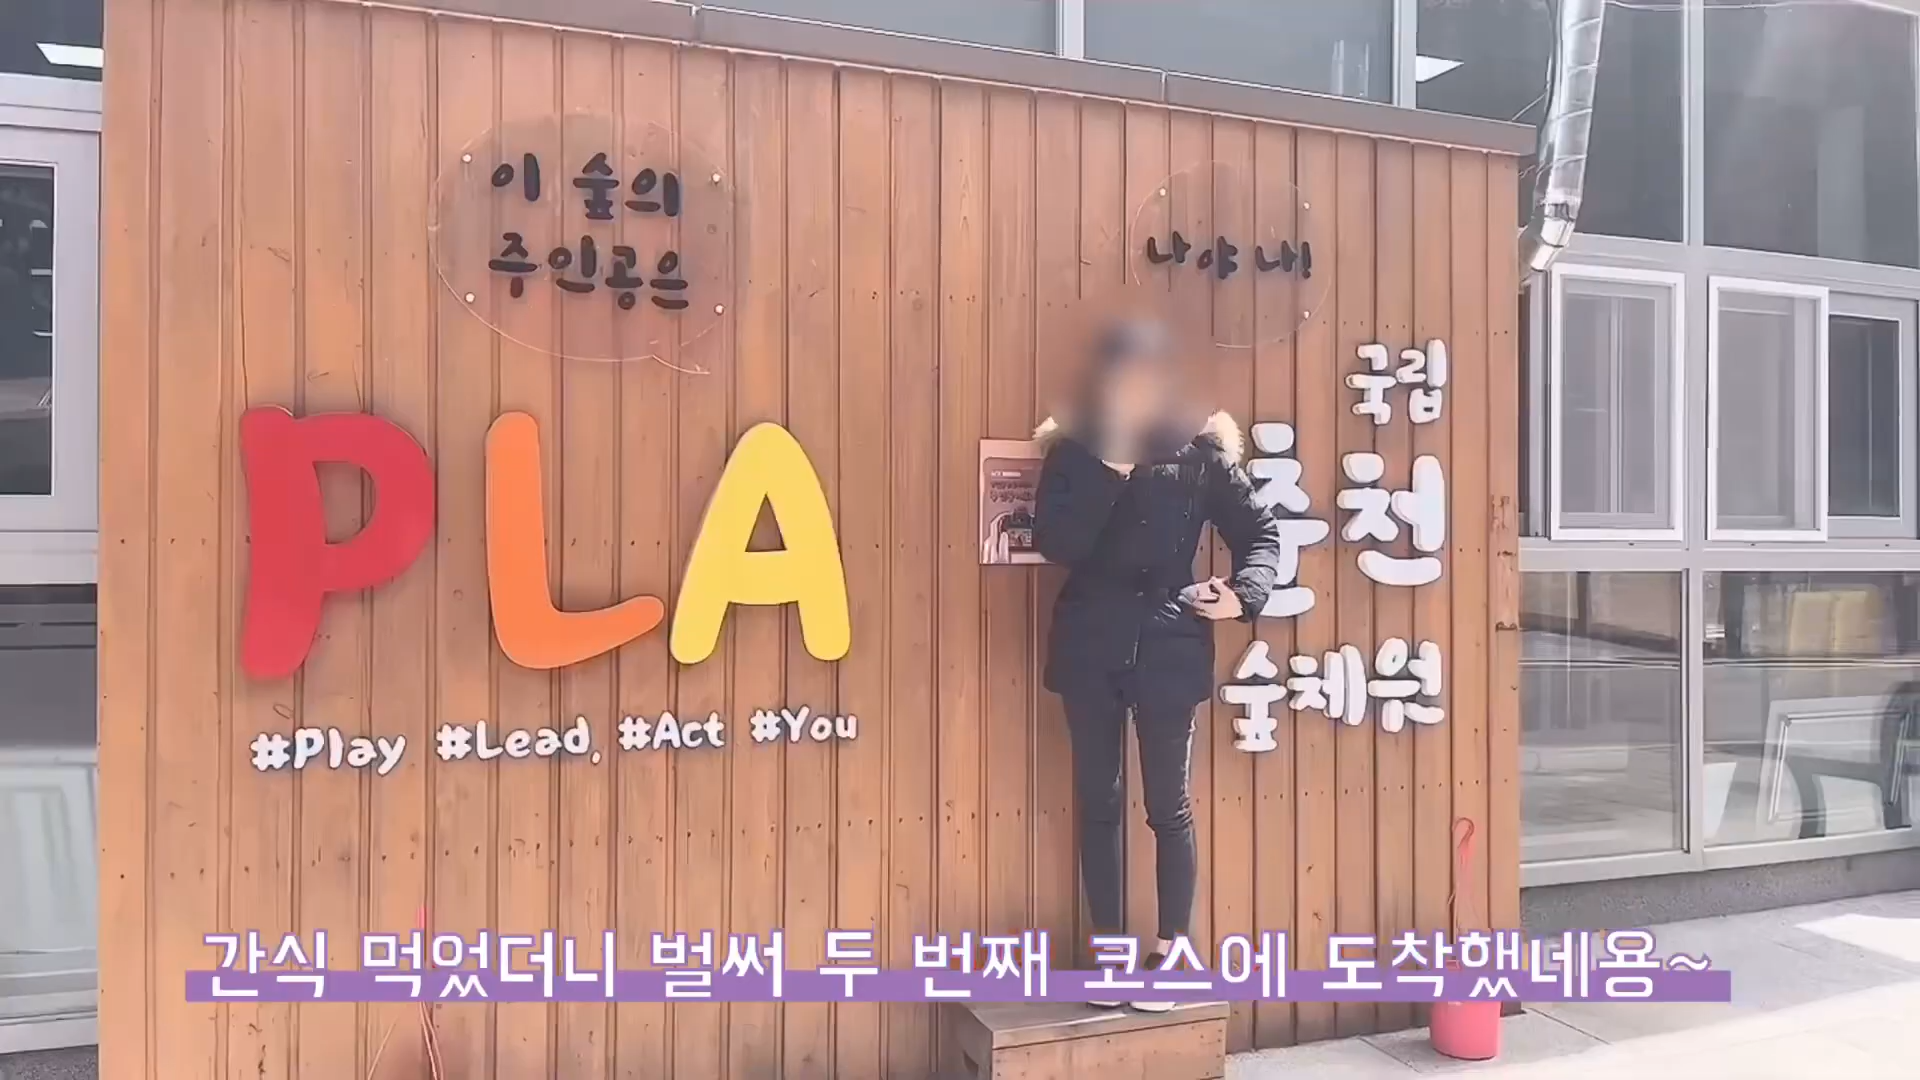 이 숲의
주인공은
나야 나!
PLA
#Play #Lead, #Act #You
국립
춘천
숲체원
간식 먹었더니 벌써 두 번째 코스에 도착했네용~